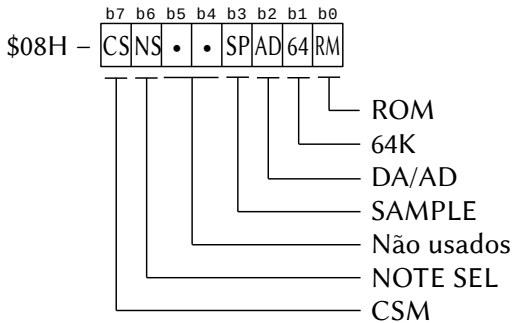 b7 b6 b5 b4 b3 b2 b1 b0
$08H – CS NS • • SP AD 64 RM
ROM
64K
DA/AD
SAMPLE
Não usados
NOTE SEL
CSM